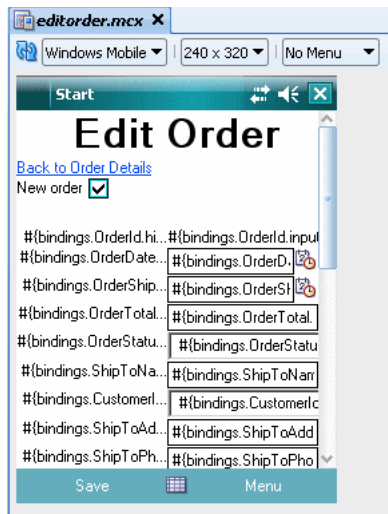 editorder.mcx
Windows Mobile 240 x 320 No Menu
Start
Edit Order
Back to Order Details
New order
#{bindings.OrderId.hi... #{bindings.OrderId.input
#{bindings.OrderDate... #{bindings.OrderD.
#{bindings.OrderShip... #{bindings.OrderSh
#{bindings.OrderTotal... #{bindings.OrderTotal.
#{bindings.OrderStatu... #{bindings.OrderStatu
#{bindings.ShipToNa... #{bindings.ShipToNam
#{bindings.CustomerI... #{bindings.CustomerIc
#{bindings.ShipToAd... #{bindings.ShipToAdd
#{bindings.ShipToPh... #{bindings.ShipToPho
Save Menu